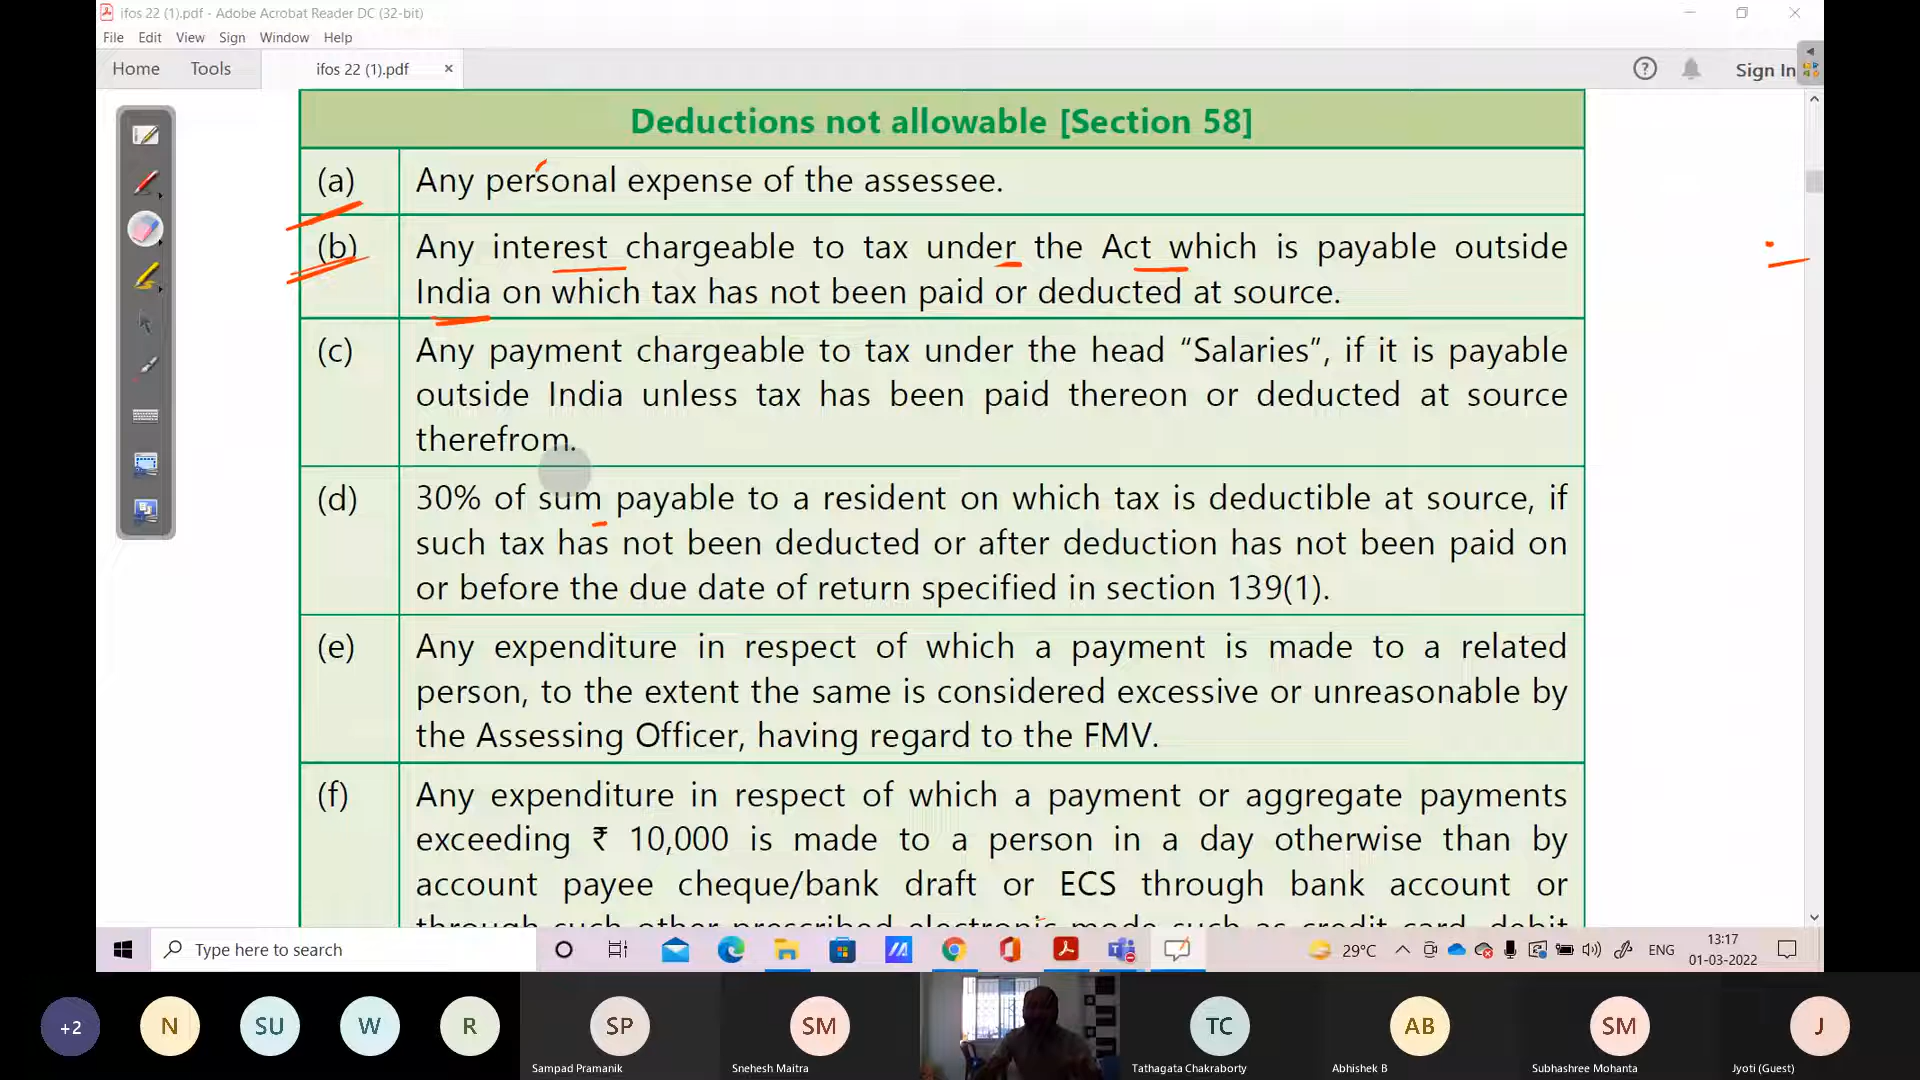 ifos 22 (1).pdf - Adobe Acrobat Reader DC (32-bit)
File Edit View Sign Window Help
Home Tools ifos 22 (1).pdf × Sign In
Deductions not allowable [Section 58]
(a) Any personal expense of the assessee.
(b) Any interest chargeable to tax under the Act which is payable outside
India on which tax has not been paid or deducted at source.
(c) Any payment chargeable to tax under the head “Salaries”, if it is payable
outside India unless tax has been paid thereon or deducted at source
therefrom.
(d) 30% of sum payable to a resident on which tax is deductible at source, if
such tax has not been deducted or after deduction has not been paid on
or before the due date of return specified in section 139(1).
(e) Any expenditure in respect of which a payment is made to a related
person, to the extent the same is considered excessive or unreasonable by
the Assessing Officer, having regard to the FMV.
(f) Any expenditure in respect of which a payment or aggregate payments
exceeding ₹ 10,000 is made to a person in a day otherwise than by
account payee cheque/bank draft or ECS through bank account or
through such other prescribed electronic mode such as credit card, debit
Type here to search 29°C ENG 13:17
01-03-2022
+2 N SU W R SP SM TC AB SM J
Sampad Pramanik Snehesh Maitra Tathagata Chakraborty Abhishek B Subhashree Mohanta Jyoti (Guest)